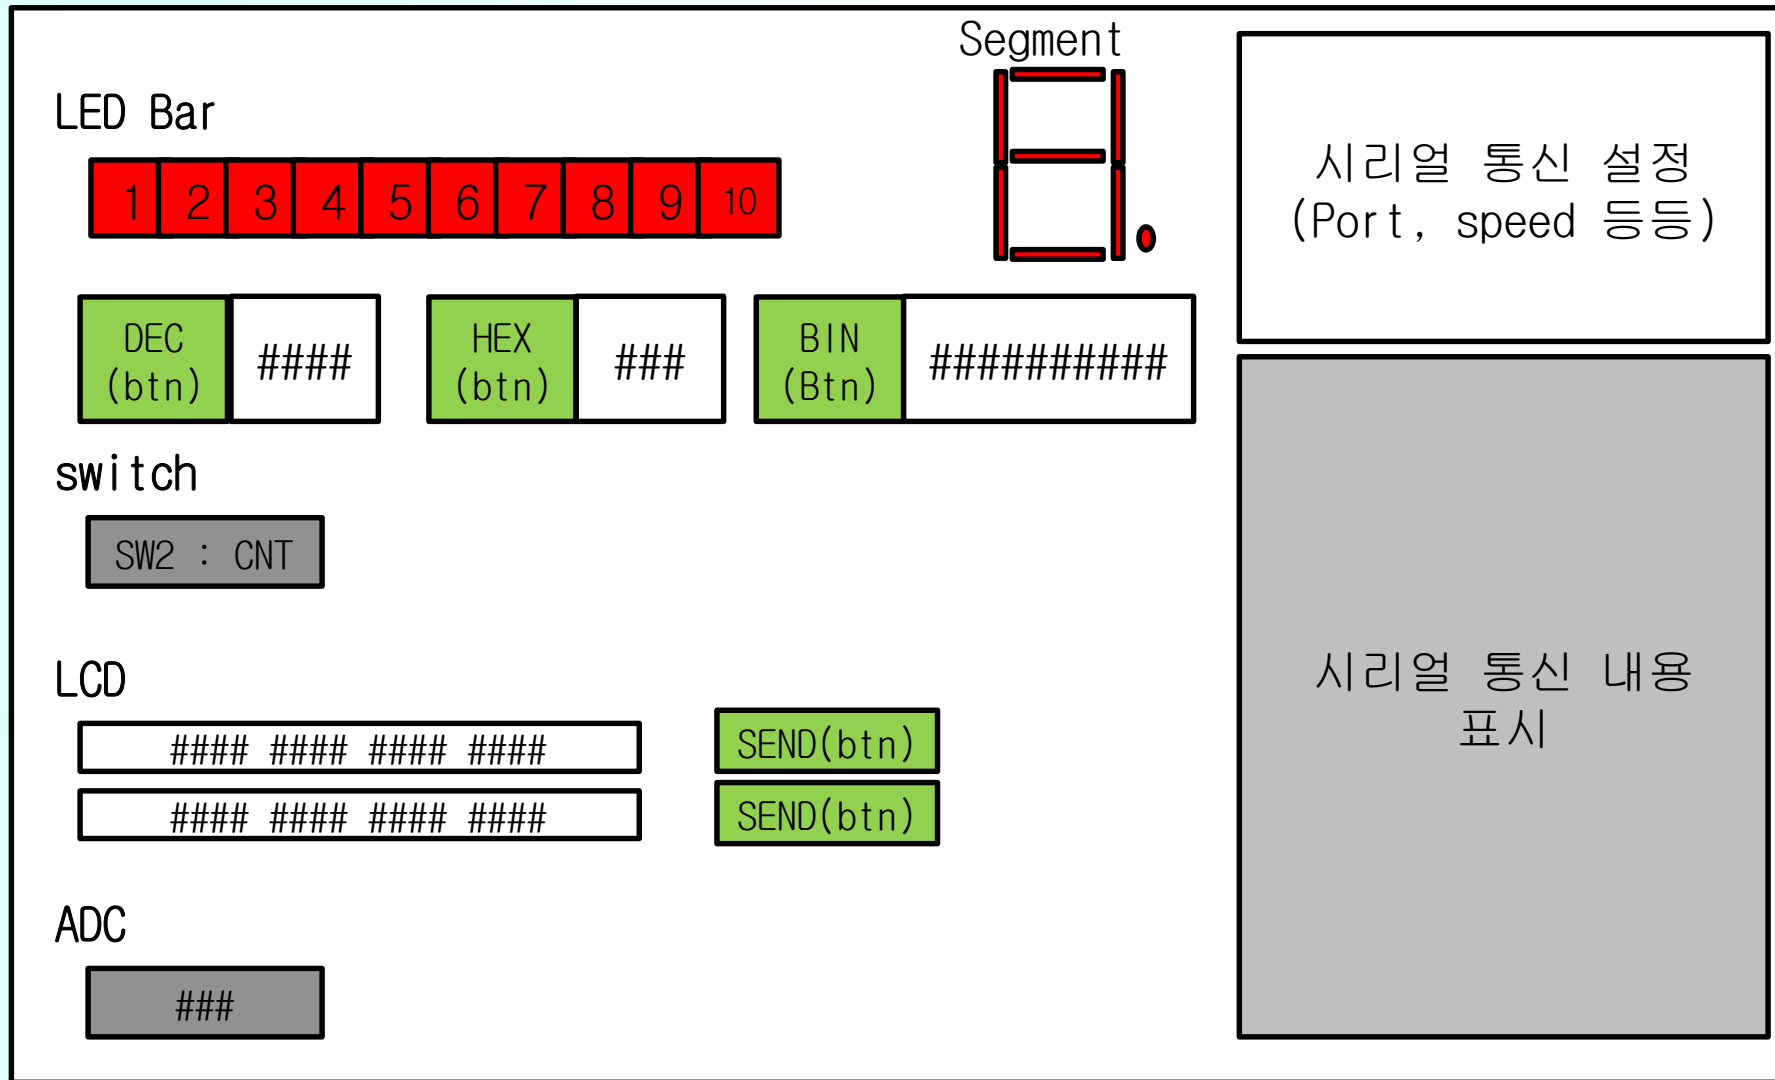 Segment
LED Bar
1 2 3 4 5 6 7 8 9 10
DEC
(btn)
####
HEX
(btn)
###
BIN
(Btn)
##########
switch
SW2 : CNT
LCD
#### #### #### ####
SEND(btn)
#### #### #### ####
SEND(btn)
ADC
###
시리얼 통신 설정
(Port, speed 등등)
시리얼 통신 내용
표시